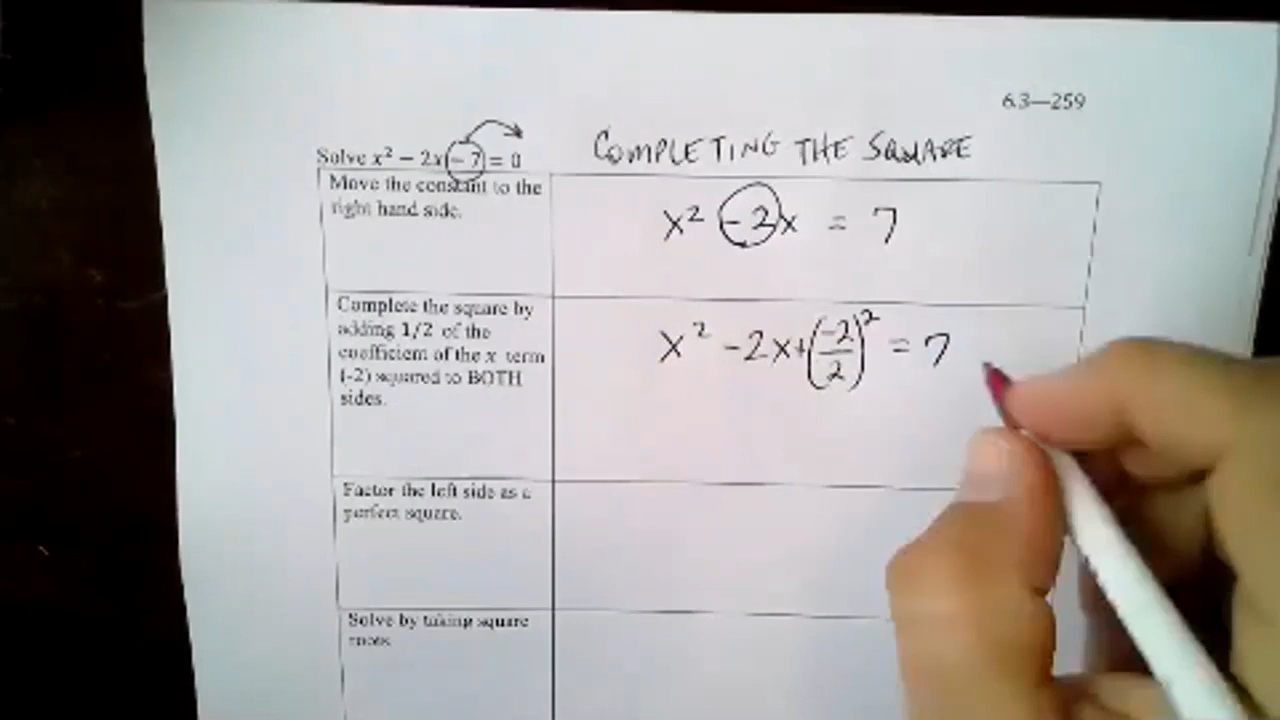 6.3—259
Solve x² − 2x − 7 = 0
COMPLETING THE SQUARE
Move the constant to the
right hand side.
x² −2x = 7
Complete the square by
adding 1/2 of the
coefficient of the x term
(-2) squared to BOTH
sides.
x² −2x+(−2/2)² = 7
Factor the left side as a
perfect square.
Solve by taking square
roots